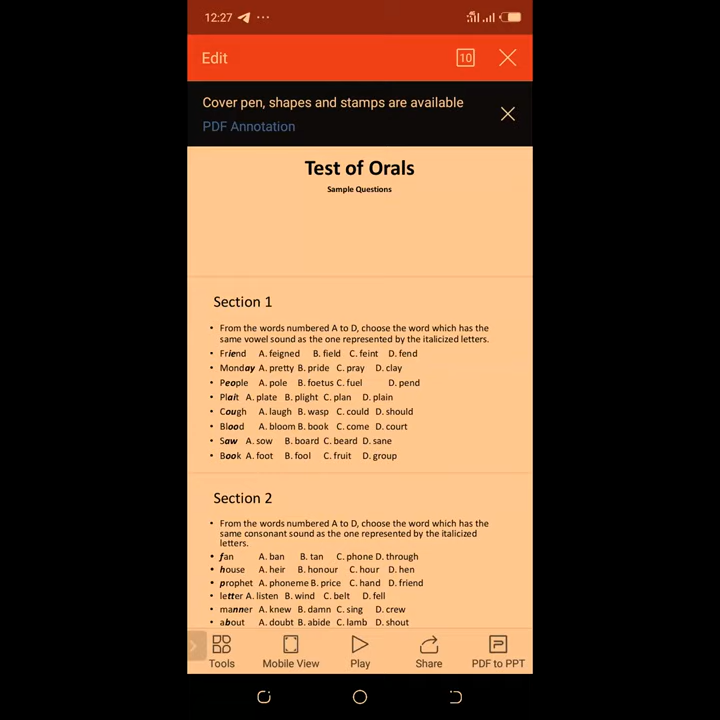 12:27
Edit 10
Cover pen, shapes and stamps are available
PDF Annotation
Test of Orals
Sample Questions
Section 1
• From the words numbered A to D, choose the word which has the
same vowel sound as the one represented by the italicized letters.
• Friend A. feigned B. field C. feint D. fend
• Monday A. pretty B. pride C. pray D. clay
• People A. pole B. foetus C. fuel D. pend
• Plait A. plate B. plight C. plan D. plain
• Cough A. laugh B. wasp C. could D. should
• Blood A. bloom B. book C. come D. court
• Saw A. sow B. board C. beard D. sane
• Book A. foot B. fool C. fruit D. group
Section 2
• From the words numbered A to D, choose the word which has the
same consonant sound as the one represented by the italicized
letters.
• fan A. ban B. tan C. phone D. through
• house A. heir B. honour C. hour D. hen
• prophet A. phoneme B. price C. hand D. friend
• letter A. listen B. wind C. belt D. fell
• manner A. knew B. damn C. sing D. crew
• about A. doubt B. abide C. lamb D. shout
Tools Mobile View Play Share PDF to PPT